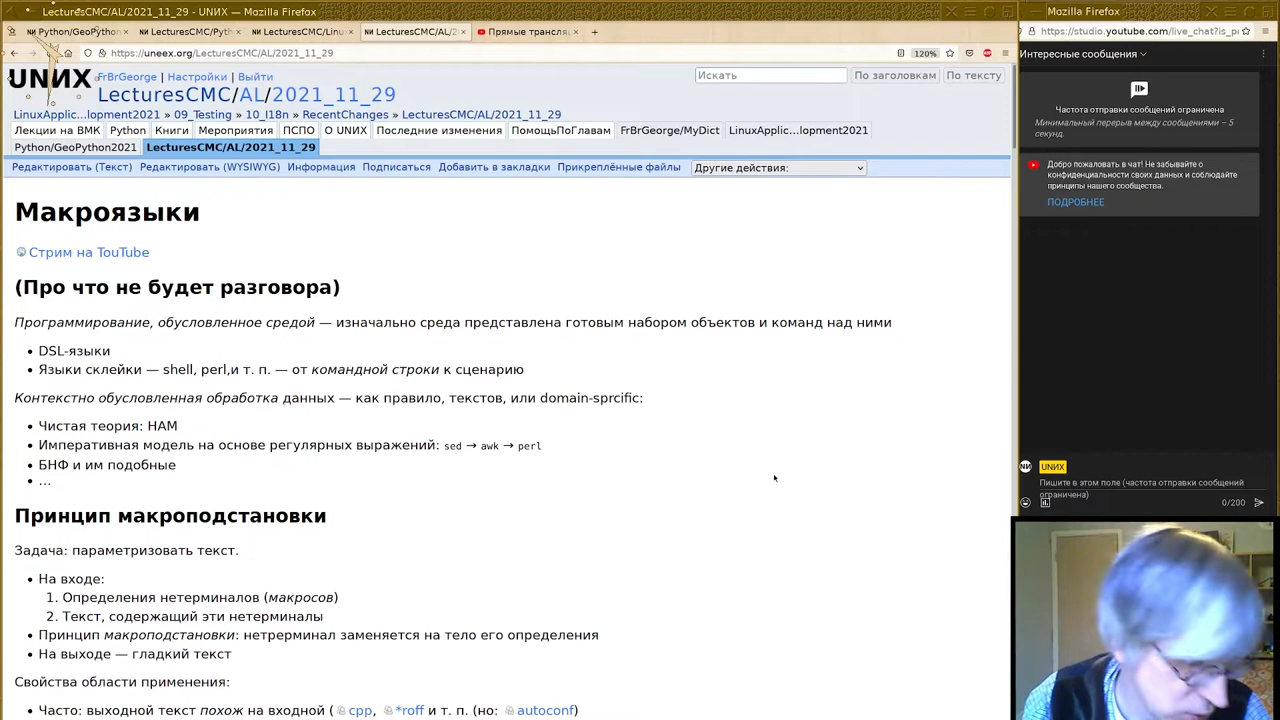 LecturesCMC/AL/2021_11_29 - UNИX — Mozilla Firefox
Mozilla Firefox
Python/GeoPython
LecturesCMC/Pyth
LecturesCMC/Linu
LecturesCMC/AL/2
Прямые трансля
https://uneex.org/LecturesCMC/AL/2021_11_29
120%
https://studio.youtube.com/live_chat?is_p
UNИX
FrBrGeorge | Настройки | Выйти
Искать
По заголовкам
По тексту
LecturesCMC/AL/2021_11_29
LinuxApplic...lopment2021 » 09_Testing » 10_I18n » RecentChanges » LecturesCMC/AL/2021_11_29
Лекции на ВМК
Python
Книги
Мероприятия
ПСПО
О UNИX
Последние изменения
ПомощьПоГлавам
FrBrGeorge/MyDict
LinuxApplic...lopment2021
Python/GeoPython2021
LecturesCMC/AL/2021_11_29
Редактировать (Текст)
Редактировать (WYSIWYG)
Информация
Подписаться
Добавить в закладки
Прикреплённые файлы
Другие действия:
Макроязыки
Стрим на TouTube
(Про что не будет разговора)
Программирование, обусловленное средой — изначально среда представлена готовым набором объектов и команд над ними
• DSL-языки
• Языки склейки — shell, perl,и т. п. — от командной строки к сценарию
Контекстно обусловленная обработка данных — как правило, текстов, или domain-sprcific:
• Чистая теория: НАМ
• Императивная модель на основе регулярных выражений: sed → awk → perl
• БНФ и им подобные
• ...
Принцип макроподстановки
Задача: параметризовать текст.
• На входе:
1. Определения нетерминалов (макросов)
2. Текст, содержащий эти нетерминалы
• Принцип макроподстановки: нетрерминал заменяется на тело его определения
• На выходе — гладкий текст
Свойства области применения:
• Часто: выходной текст похож на входной ( cpp, *roff и т. п. (но: autoconf)
Интересные сообщения
Частота отправки сообщений ограничена
Минимальный перерыв между сообщениями – 5
секунд.
Добро пожаловать в чат! Не забывайте о
конфиденциальности своих данных и соблюдайте
принципы нашего сообщества.
ПОДРОБНЕЕ
UNИX
Пишите в этом поле (частота отправки сообщений
ограничена)
0/200